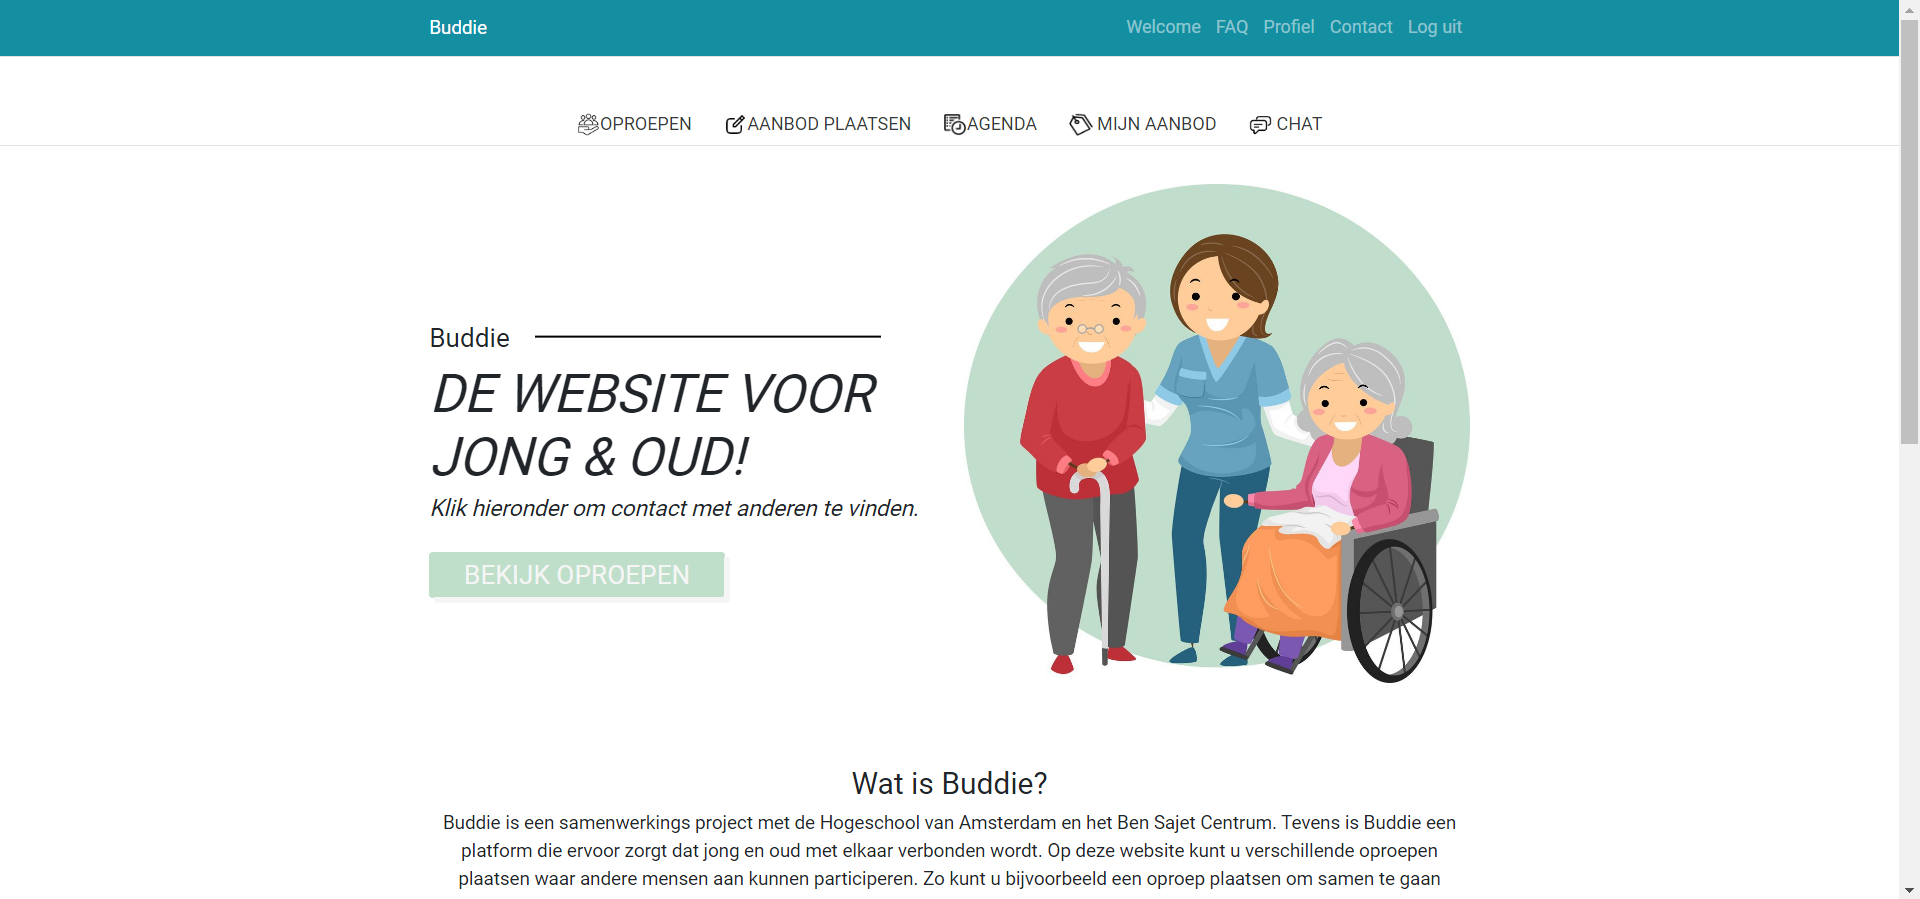 Buddie
Welcome FAQ Profiel Contact Log uit
OPROEPEN AANBOD PLAATSEN AGENDA MIJN AANBOD CHAT
Buddie
DE WEBSITE VOOR
JONG & OUD!
Klik hieronder om contact met anderen te vinden.
BEKIJK OPROEPEN
Wat is Buddie?
Buddie is een samenwerkings project met de Hogeschool van Amsterdam en het Ben Sajet Centrum. Tevens is Buddie een
platform die ervoor zorgt dat jong en oud met elkaar verbonden wordt. Op deze website kunt u verschillende oproepen
plaatsen waar andere mensen aan kunnen participeren. Zo kunt u bijvoorbeeld een oproep plaatsen om samen te gaan